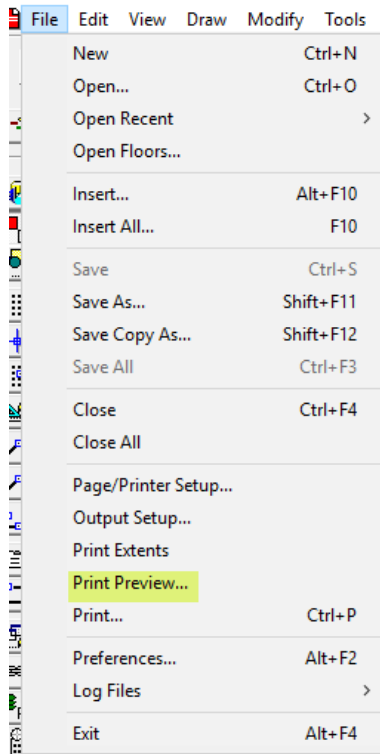 File Edit View Draw Modify Tools
New Ctrl+N
Open... Ctrl+O
Open Recent >
Open Floors...
Insert... Alt+F10
Insert All... F10
Save Ctrl+S
Save As... Shift+F11
Save Copy As... Shift+F12
Save All Ctrl+F3
Close Ctrl+F4
Close All
Page/Printer Setup...
Output Setup...
Print Extents
Print Preview...
Print... Ctrl+P
Preferences... Alt+F2
Log Files >
Exit Alt+F4